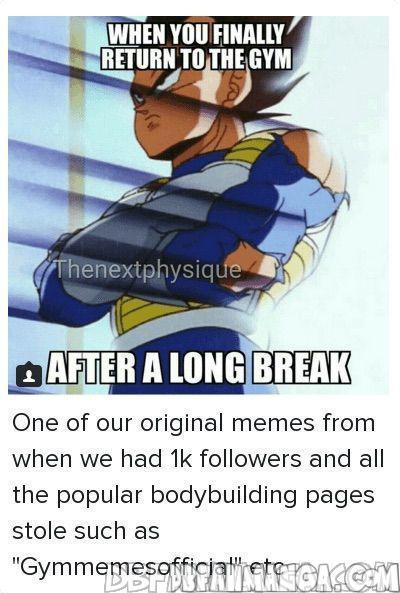 WHEN YOU FINALLY
RETURN TO THE GYM
Thenextphysique
AFTER A LONG BREAK
One of our original memes from
when we had 1k followers and all
the popular bodybuilding pages
stole such as
"Gymmemesofficial" etc